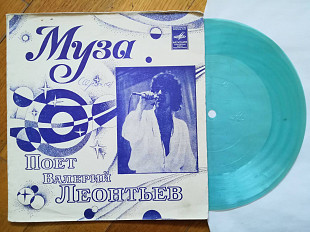 Муза
Поет
Валерий
Леонтьев